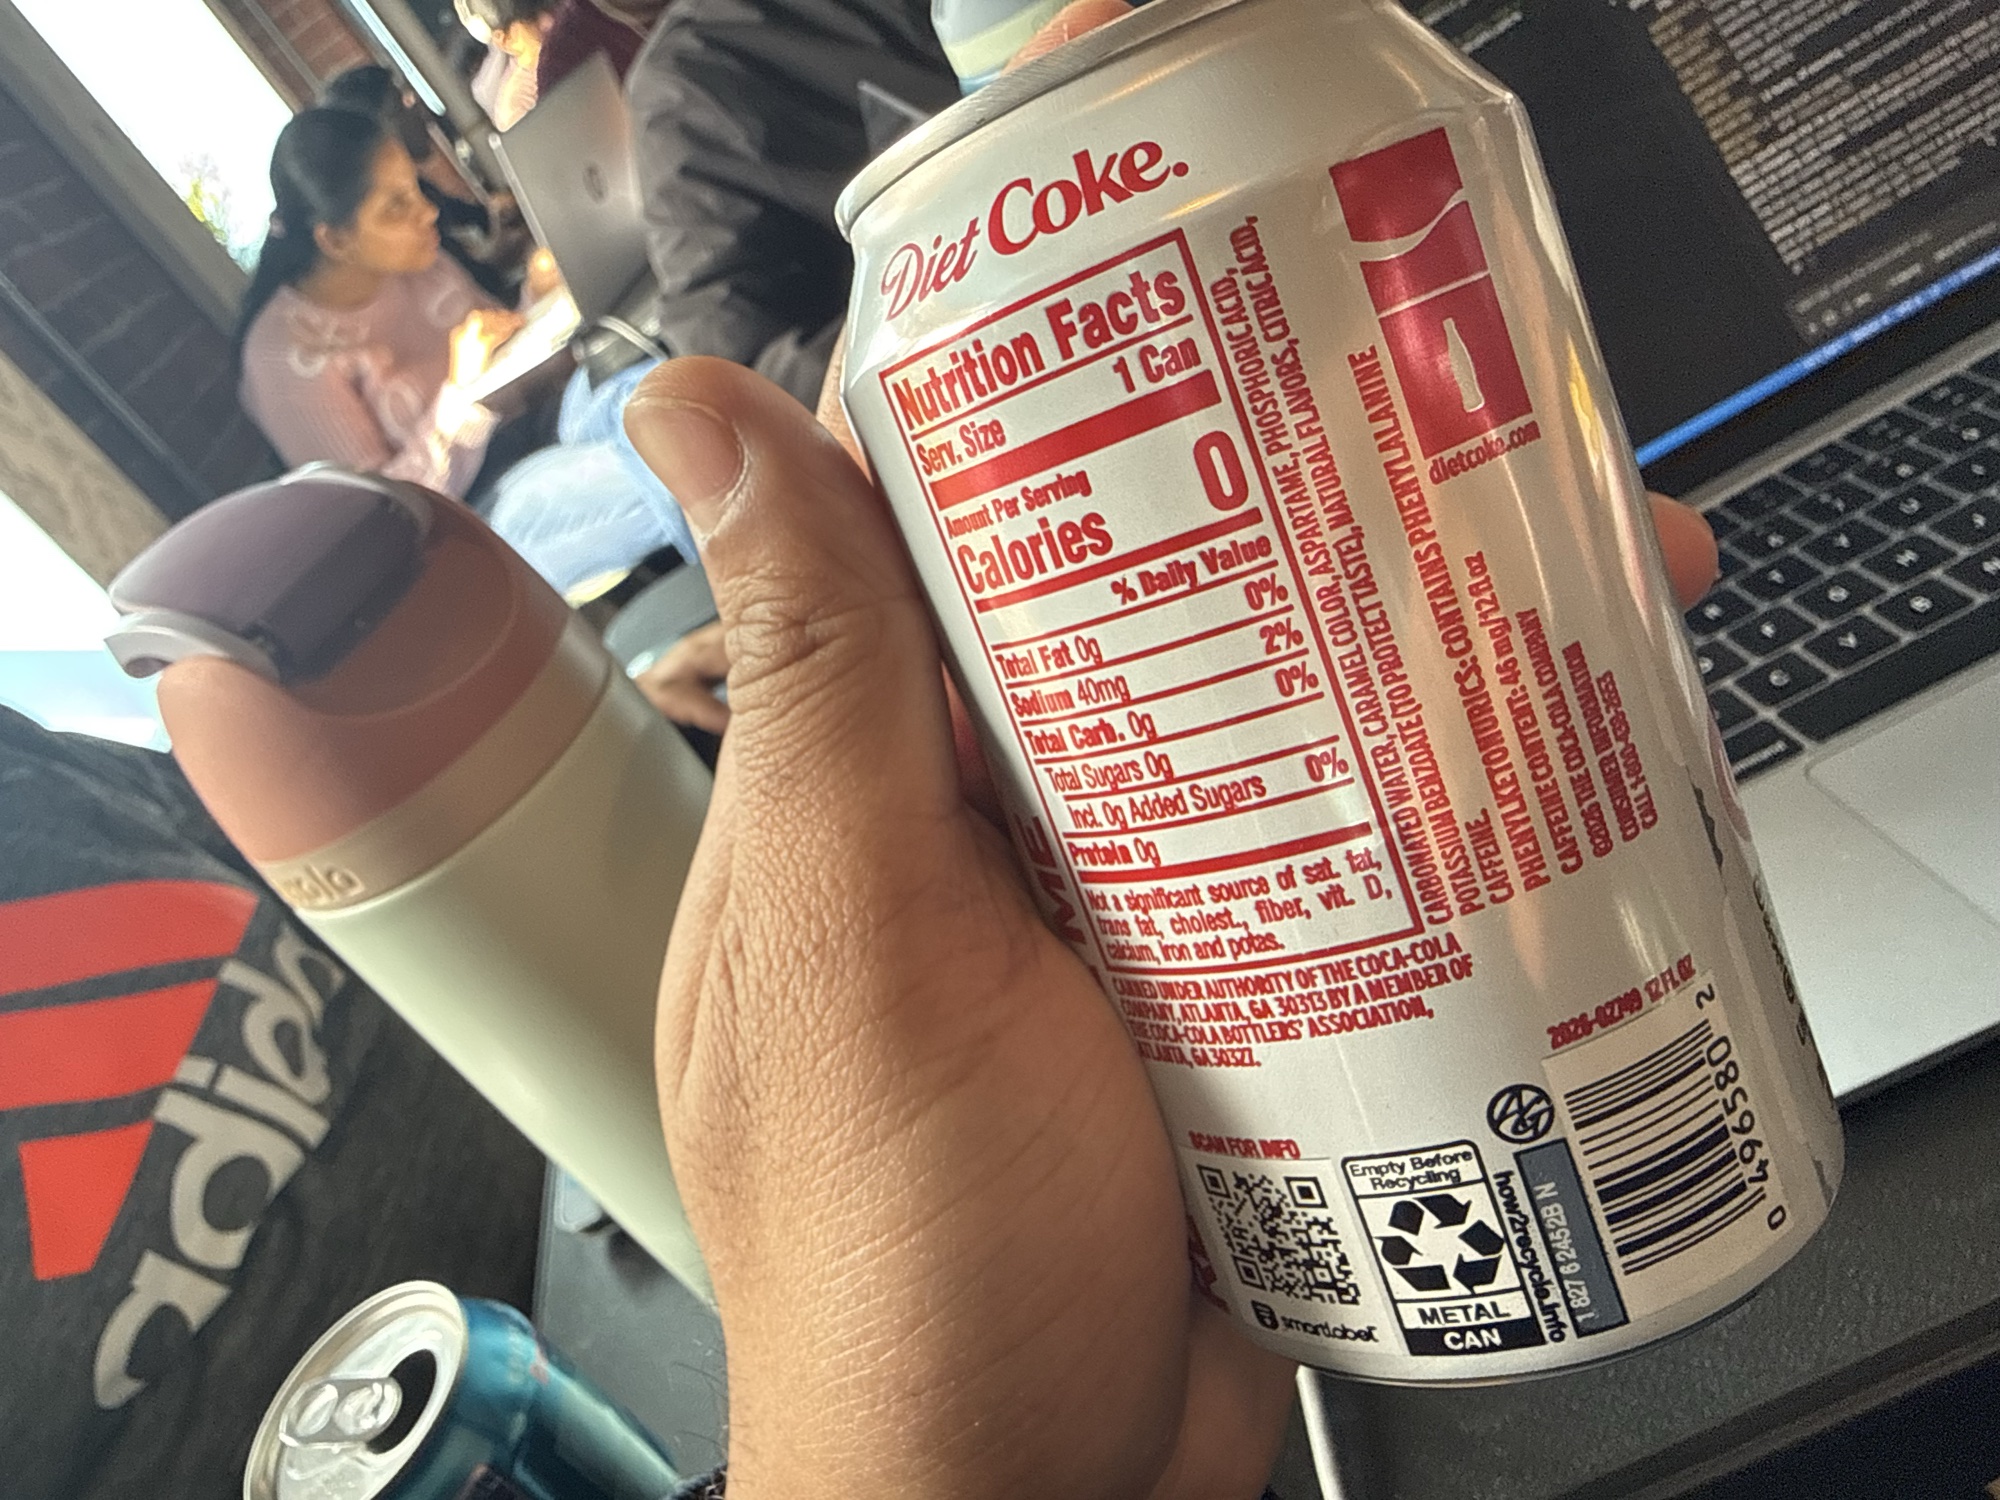 adidas
Diet Coke.
Nutrition Facts
Serv. Size 1 Can
Amount Per Serving
Calories 0
% Daily Value
Total Fat 0g 0%
Sodium 40mg 2%
Total Carb. 0g 0%
Total Sugars 0g
Incl. 0g Added Sugars 0%
Protein 0g
Not a significant source of sat. fat,
trans fat, cholest., fiber, vit. D,
calcium, iron and potas.
CANNED UNDER AUTHORITY OF THE COCA-COLA
COMPANY, ATLANTA, GA 30313 BY A MEMBER OF
THE COCA-COLA BOTTLERS' ASSOCIATION,
ATLANTA, GA 30327.
ME
CARBONATED WATER, CARAMEL COLOR, ASPARTAME, PHOSPHORIC ACID,
POTASSIUM BENZOATE (TO PROTECT TASTE), NATURAL FLAVORS, CITRIC ACID,
CAFFEINE.
PHENYLKETONURICS: CONTAINS PHENYLALANINE
CAFFEINE CONTENT: 46 mg/12 fl oz
©2026 THE COCA-COLA COMPANY
CONSUMER INFORMATION
CALL 1-800-438-2653
dietcoke.com
SCAN FOR INFO
smartlabel
Empty Before
Recycling
METAL
CAN
how2recycle.info
1 827 6 2452B N
12 FL OZ
0 496580 2